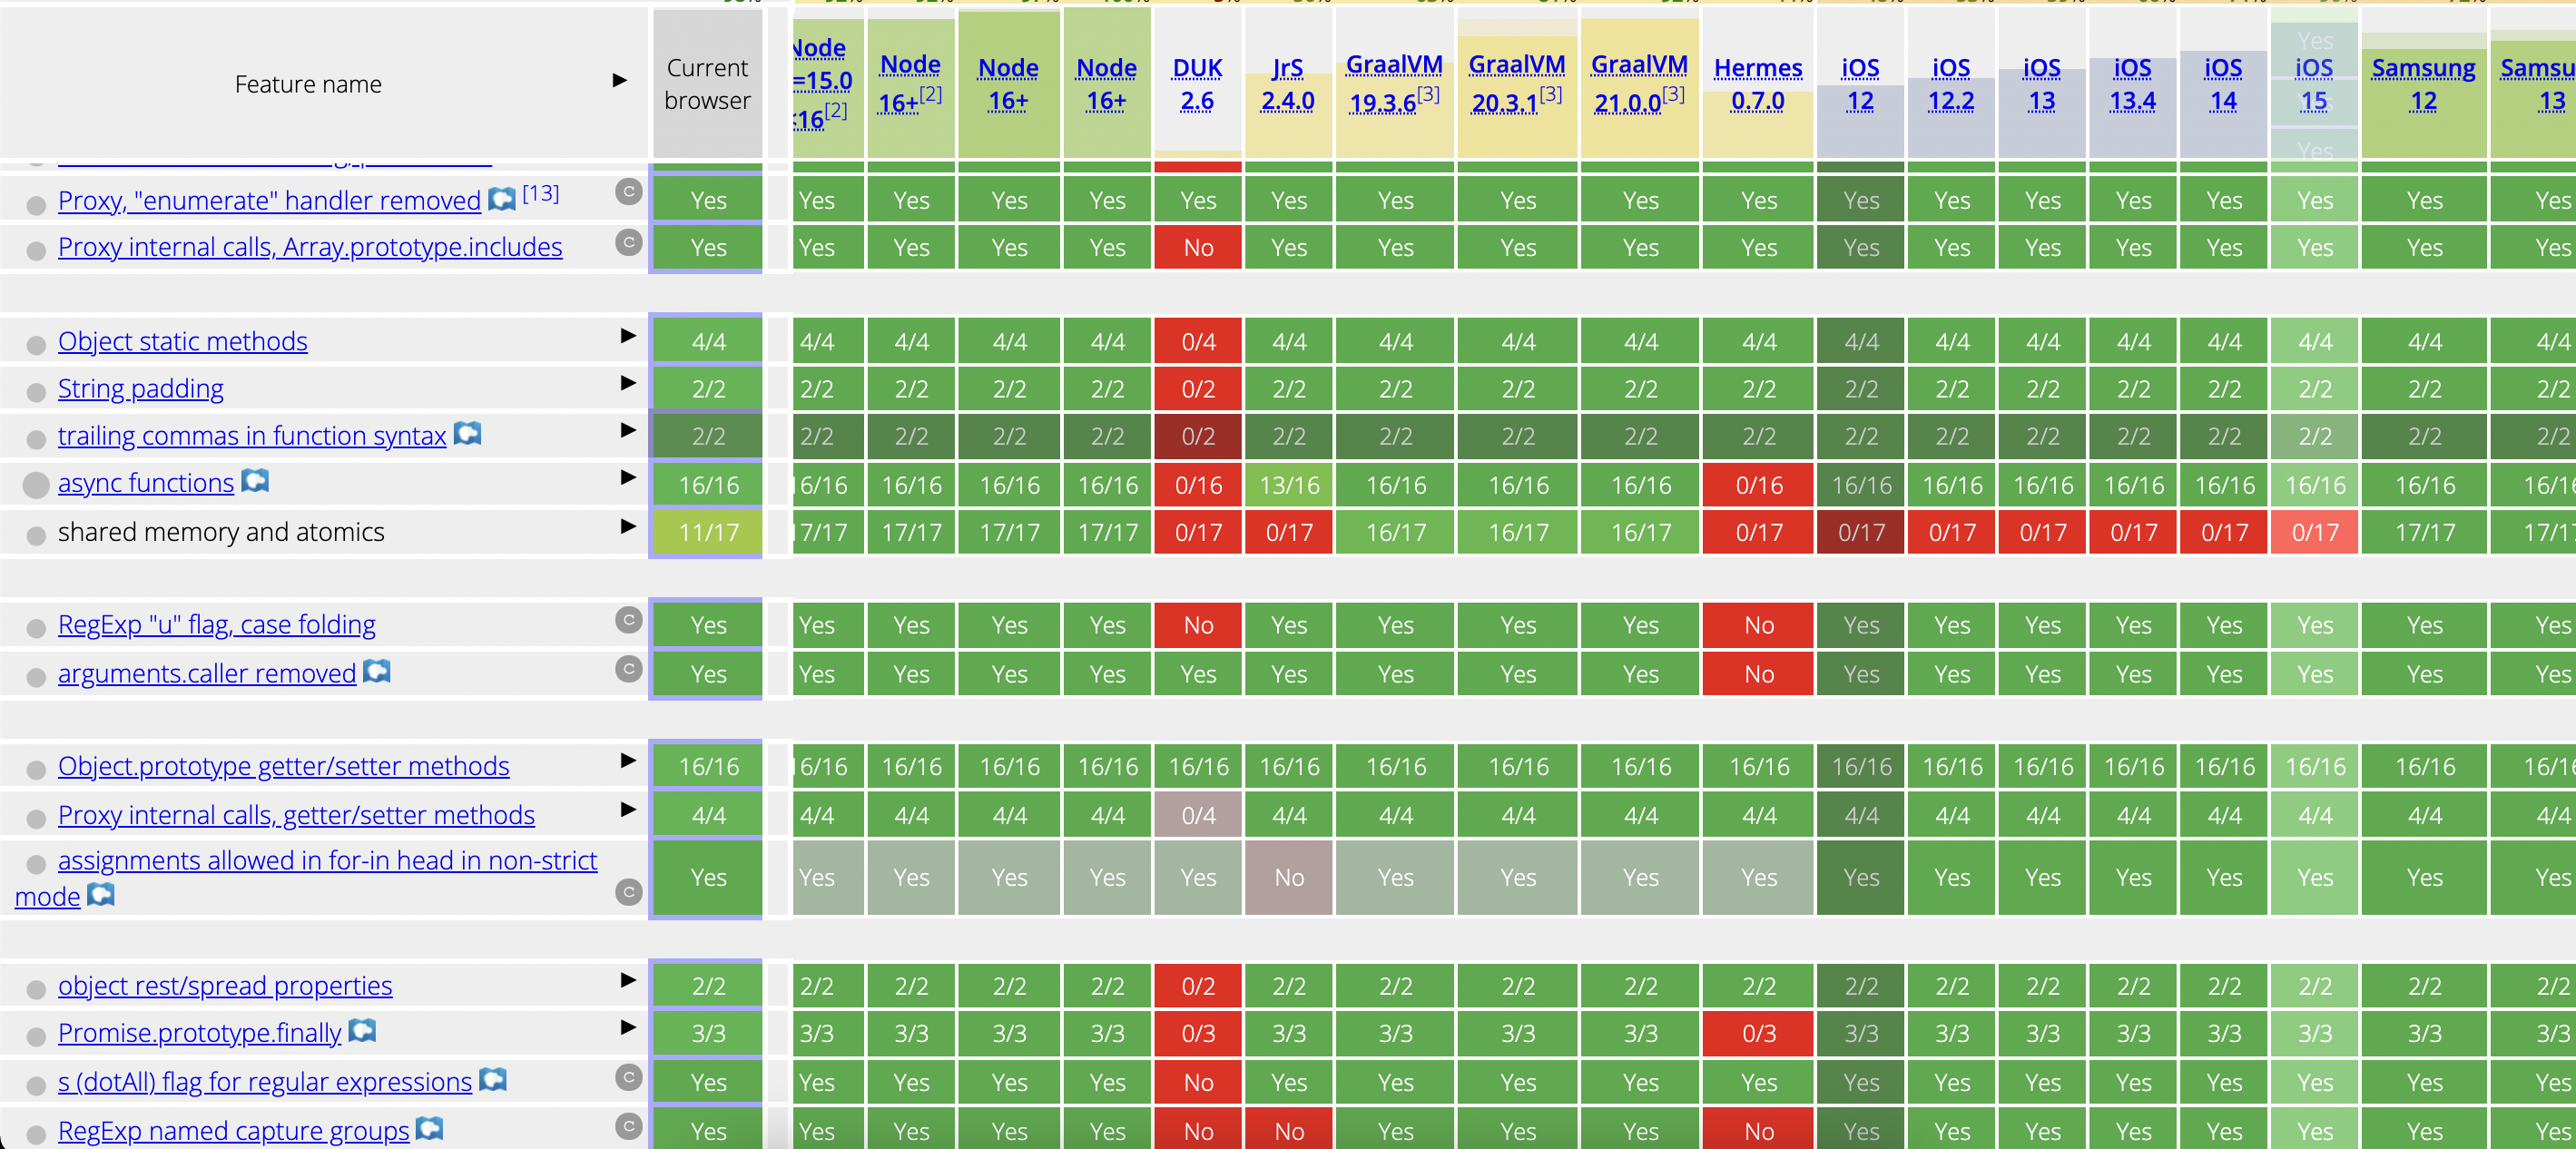 Feature name ▶ Current browser Node =15.0 <16[2] Node 16+[2] Node 16+ Node 16+ DUK 2.6 JrS 2.4.0 GraalVM 19.3.6[3] GraalVM 20.3.1[3] GraalVM 21.0.0[3] Hermes 0.7.0 iOS 12 iOS 12.2 iOS 13 iOS 13.4 iOS 14 iOS 15 Samsung 12 Samsu 13
Proxy, "enumerate" handler removed [13] C Yes Yes Yes Yes Yes Yes Yes Yes Yes Yes Yes Yes Yes Yes Yes Yes Yes Yes Yes
Proxy internal calls, Array.prototype.includes C Yes Yes Yes Yes Yes No Yes Yes Yes Yes Yes Yes Yes Yes Yes Yes Yes Yes Yes
Object static methods ▶ 4/4 4/4 4/4 4/4 4/4 0/4 4/4 4/4 4/4 4/4 4/4 4/4 4/4 4/4 4/4 4/4 4/4 4/4 4/4
String padding ▶ 2/2 2/2 2/2 2/2 2/2 0/2 2/2 2/2 2/2 2/2 2/2 2/2 2/2 2/2 2/2 2/2 2/2 2/2 2/2
trailing commas in function syntax ▶ 2/2 2/2 2/2 2/2 2/2 0/2 2/2 2/2 2/2 2/2 2/2 2/2 2/2 2/2 2/2 2/2 2/2 2/2 2/2
async functions ▶ 16/16 16/16 16/16 16/16 16/16 0/16 13/16 16/16 16/16 16/16 0/16 16/16 16/16 16/16 16/16 16/16 16/16 16/16 16/1
shared memory and atomics ▶ 11/17 17/17 17/17 17/17 17/17 0/17 0/17 16/17 16/17 16/17 0/17 0/17 0/17 0/17 0/17 0/17 0/17 17/17 17/1
RegExp "u" flag, case folding C Yes Yes Yes Yes Yes No Yes Yes Yes Yes No Yes Yes Yes Yes Yes Yes Yes Yes
arguments.caller removed C Yes Yes Yes Yes Yes Yes Yes Yes Yes Yes No Yes Yes Yes Yes Yes Yes Yes Yes
Object.prototype getter/setter methods ▶ 16/16 16/16 16/16 16/16 16/16 16/16 16/16 16/16 16/16 16/16 16/16 16/16 16/16 16/16 16/16 16/16 16/16 16/16 16/1
Proxy internal calls, getter/setter methods ▶ 4/4 4/4 4/4 4/4 4/4 0/4 4/4 4/4 4/4 4/4 4/4 4/4 4/4 4/4 4/4 4/4 4/4 4/4 4/4
assignments allowed in for-in head in non-strict
mode C Yes Yes Yes Yes Yes Yes No Yes Yes Yes Yes Yes Yes Yes Yes Yes Yes Yes Yes
object rest/spread properties ▶ 2/2 2/2 2/2 2/2 2/2 0/2 2/2 2/2 2/2 2/2 2/2 2/2 2/2 2/2 2/2 2/2 2/2 2/2 2/2
Promise.prototype.finally ▶ 3/3 3/3 3/3 3/3 3/3 0/3 3/3 3/3 3/3 3/3 0/3 3/3 3/3 3/3 3/3 3/3 3/3 3/3 3/3
s (dotAll) flag for regular expressions C Yes Yes Yes Yes Yes No Yes Yes Yes Yes Yes Yes Yes Yes Yes Yes Yes Yes Yes
RegExp named capture groups C Yes Yes Yes Yes Yes No No Yes Yes Yes No Yes Yes Yes Yes Yes Yes Yes Yes